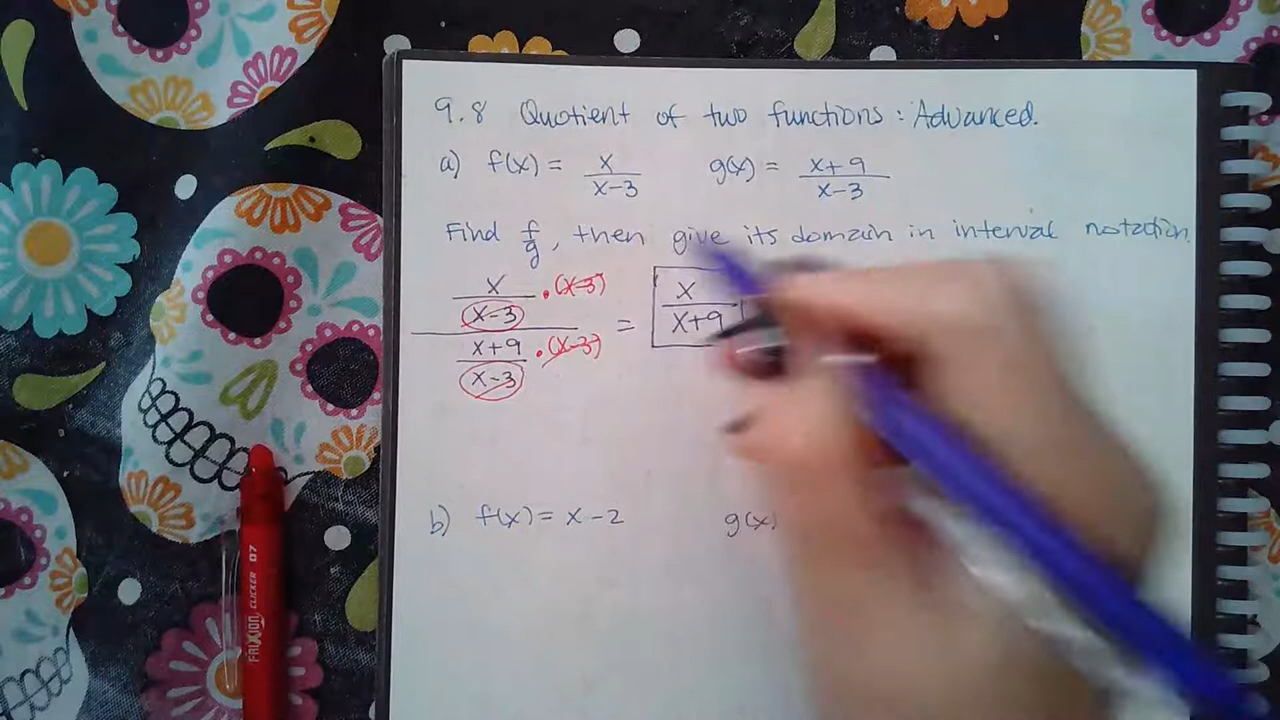 9.8 Quotient of two functions: Advanced.
a) f(x) = x / x-3 g(x) = x+9 / x-3
Find f/g, then give its domain in interval notation.
x / x-3 • (x-3)
x+9 / x-3 • (x-3)
= x / x+9
b) f(x) = x-2 g(x)
FRIXION CLICKER 07